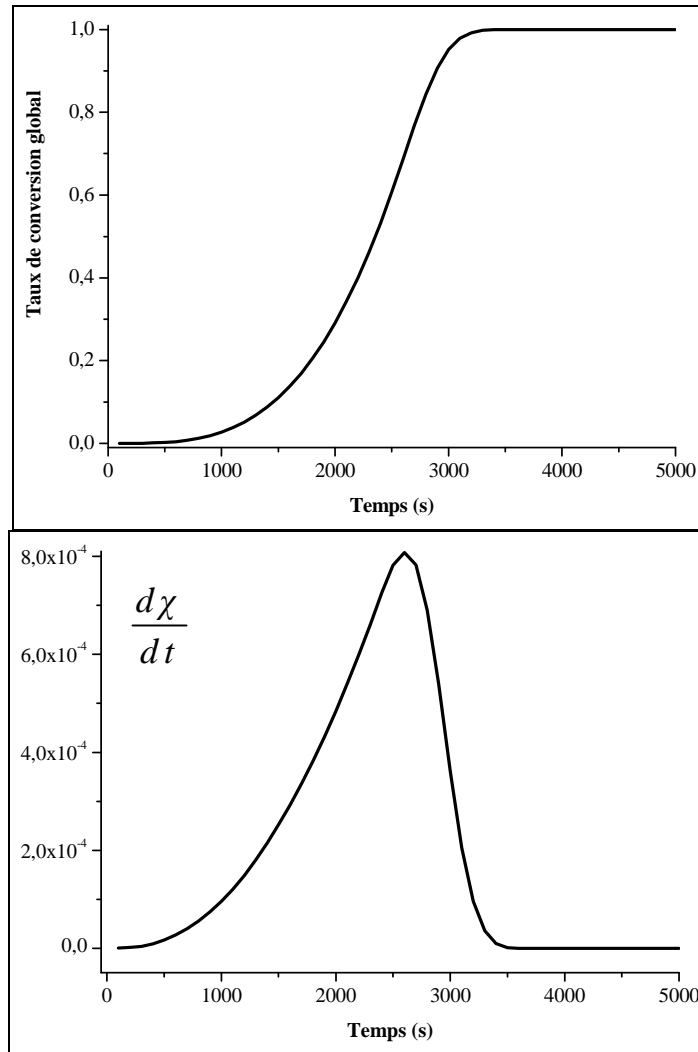 1,0
0,8
0,6
0,4
0,2
0,0
Taux de conversion global
0 1000 2000 3000 4000 5000
Temps (s)
8,0x10⁻⁴
6,0x10⁻⁴
4,0x10⁻⁴
2,0x10⁻⁴
0,0
dχ
dt
0 1000 2000 3000 4000 5000
Temps (s)